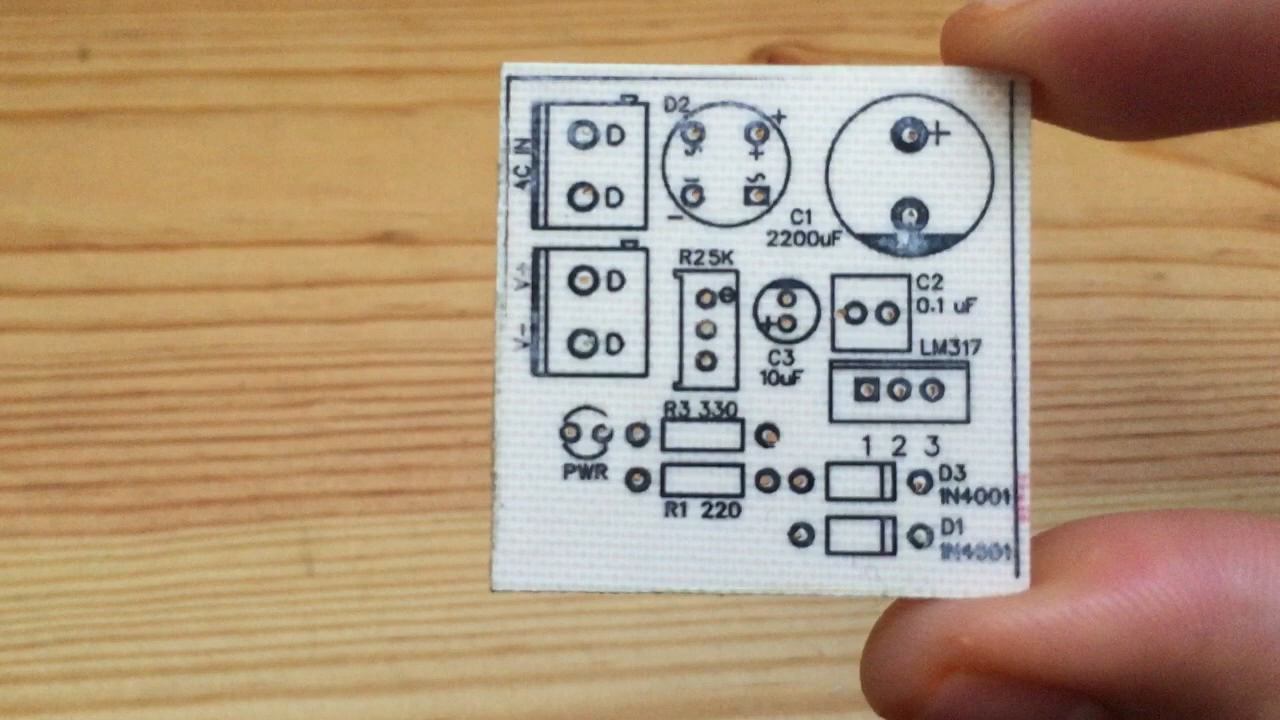 D2
+
AC IN
D
D
S
+
S
-
-
+
C1
2200uF
V+
V-
D
D
R2 5K
+
C3
10uF
C2
0.1 uF
LM317
1 2 3
PWR
R3 330
R1 220
D3
1N4001
D1
1N4001